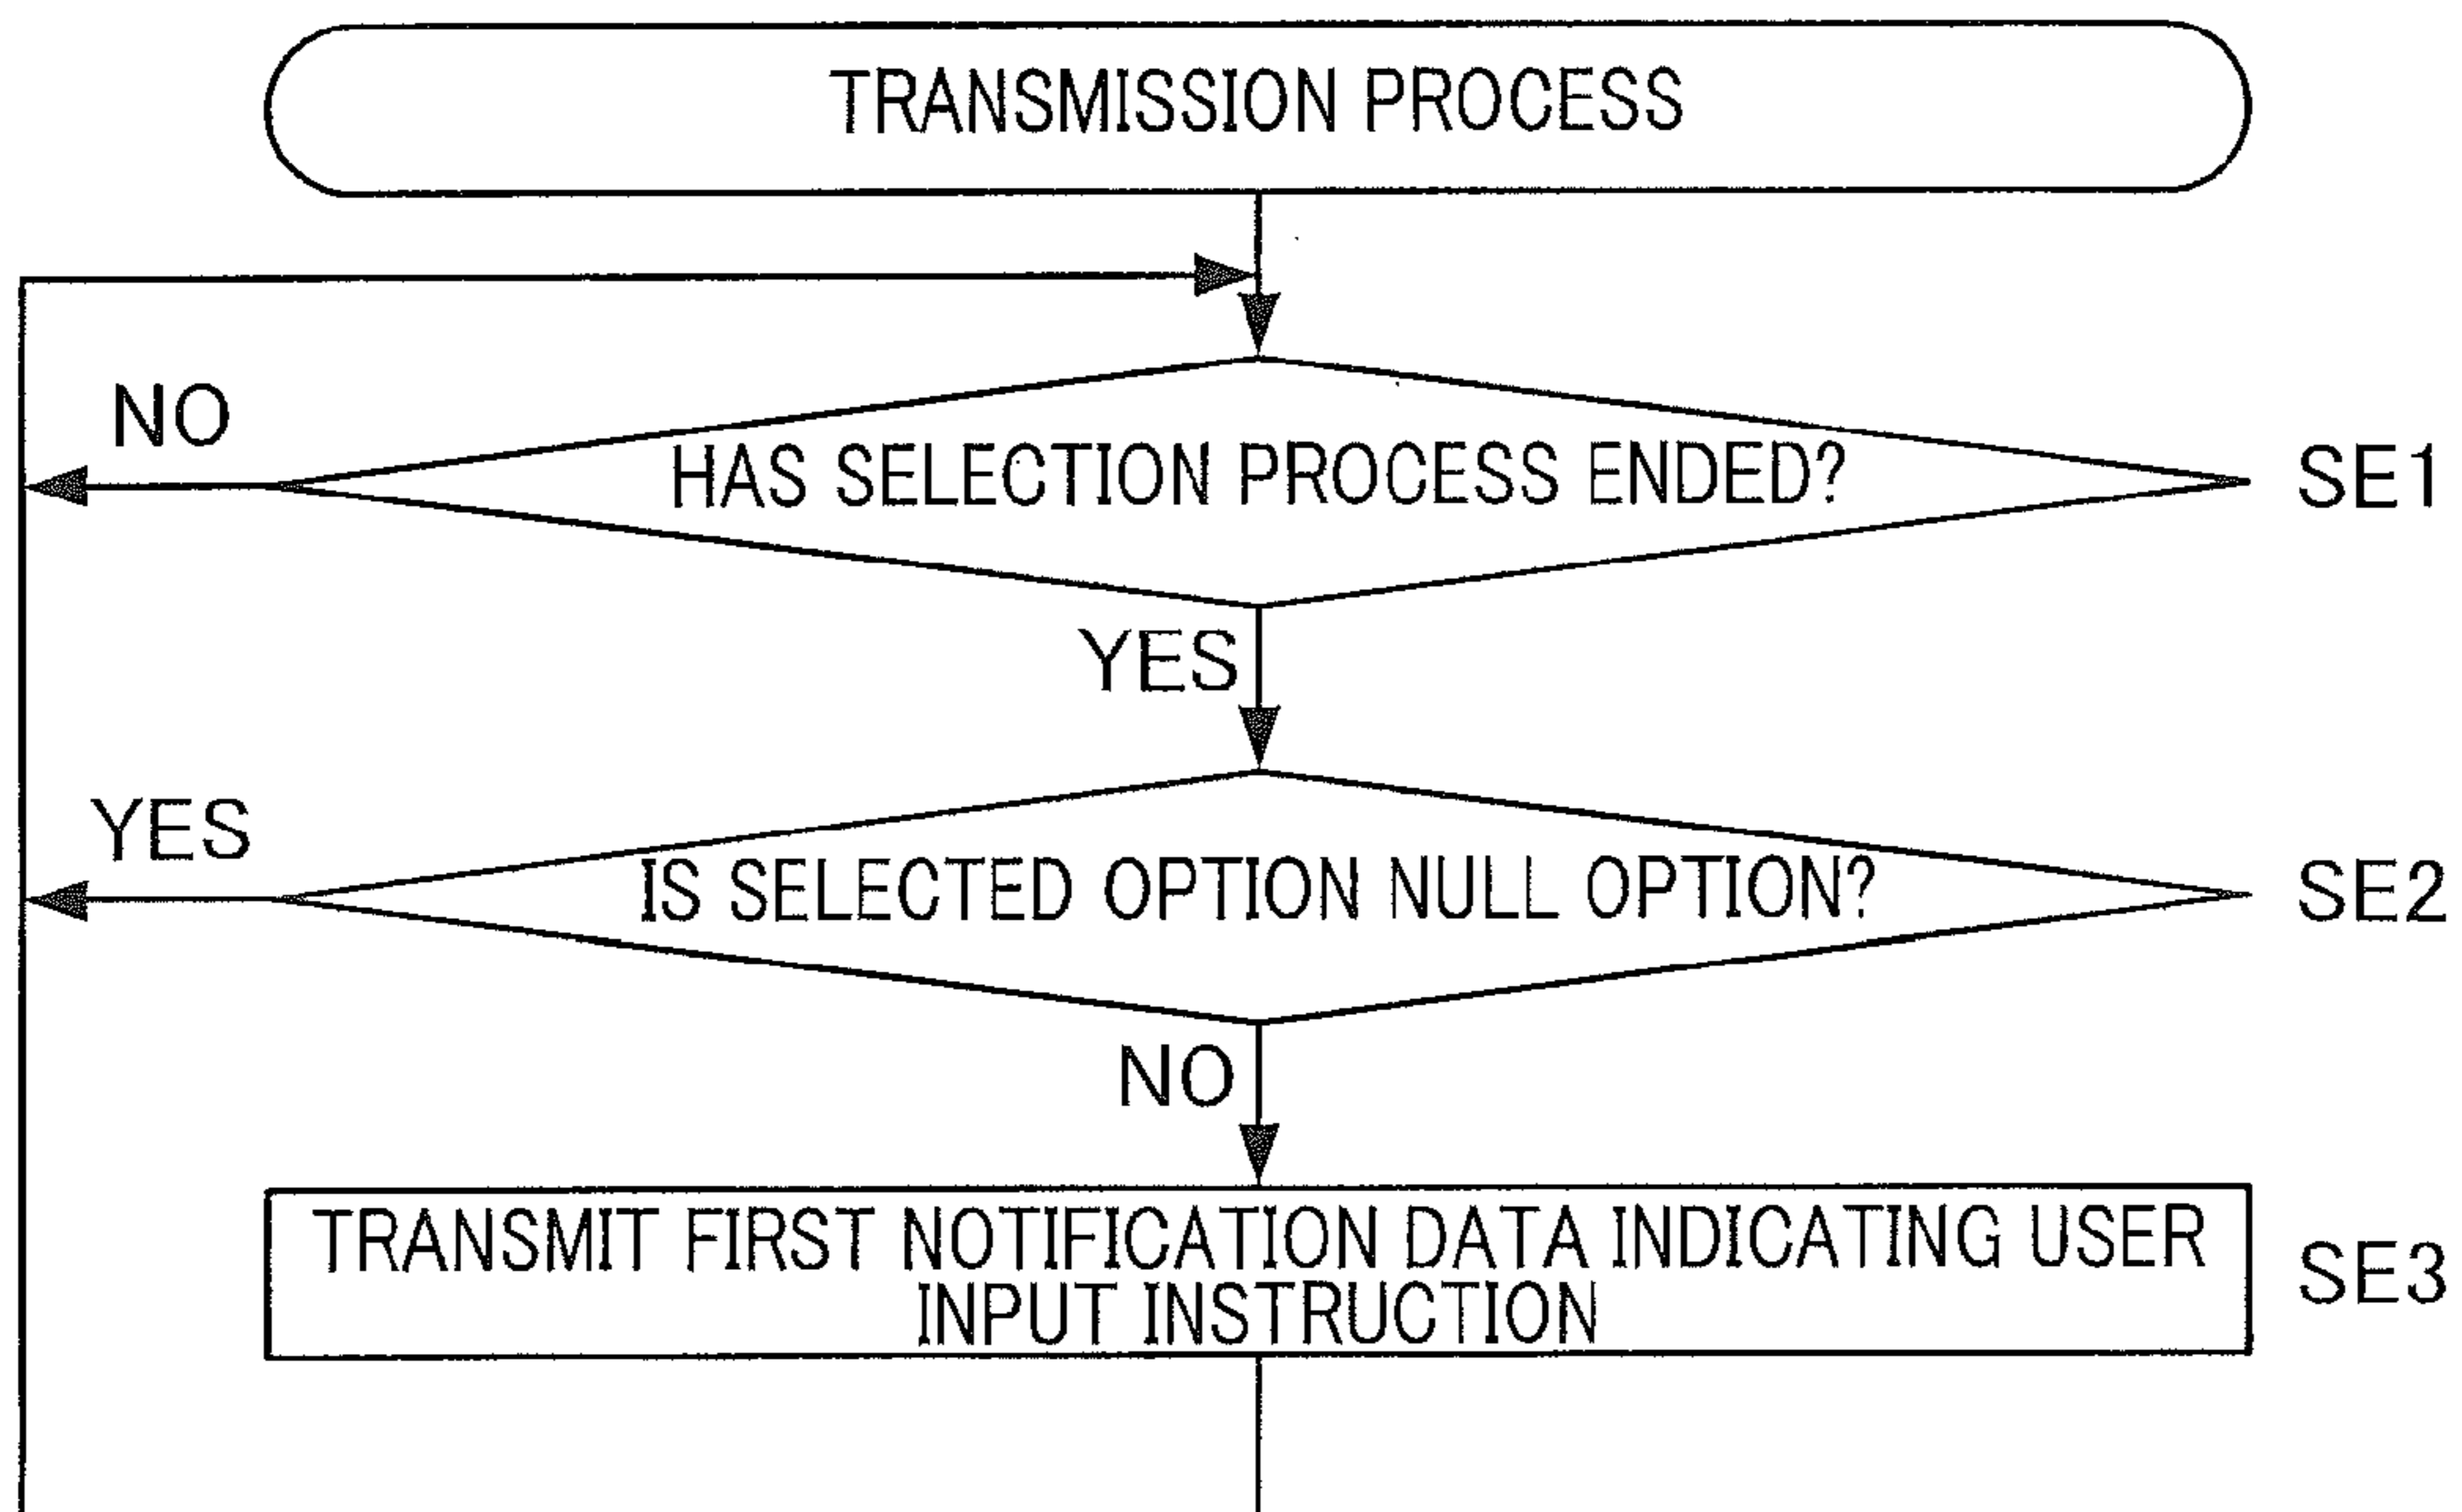 TRANSMISSION PROCESS
NO
HAS SELECTION PROCESS ENDED?
SE1
YES
YES
IS SELECTED OPTION NULL OPTION?
SE2
NO
TRANSMIT FIRST NOTIFICATION DATA INDICATING USER
INPUT INSTRUCTION
SE3